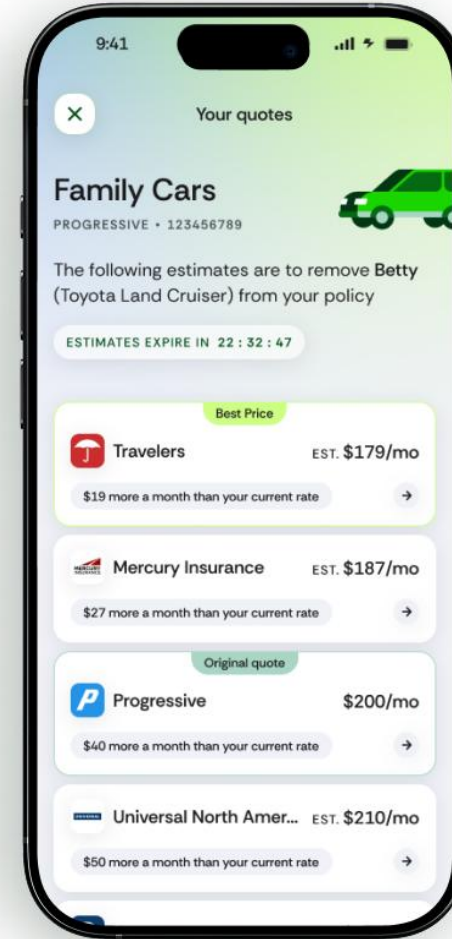 9:41
Your quotes
Family Cars
PROGRESSIVE • 123456789
The following estimates are to remove Betty
(Toyota Land Cruiser) from your policy
ESTIMATES EXPIRE IN 22 : 32 : 47
Best Price
Travelers EST. $179/mo
$19 more a month than your current rate
Mercury Insurance EST. $187/mo
$27 more a month than your current rate
Original quote
Progressive $200/mo
$40 more a month than your current rate
Universal North Amer... EST. $210/mo
$50 more a month than your current rate